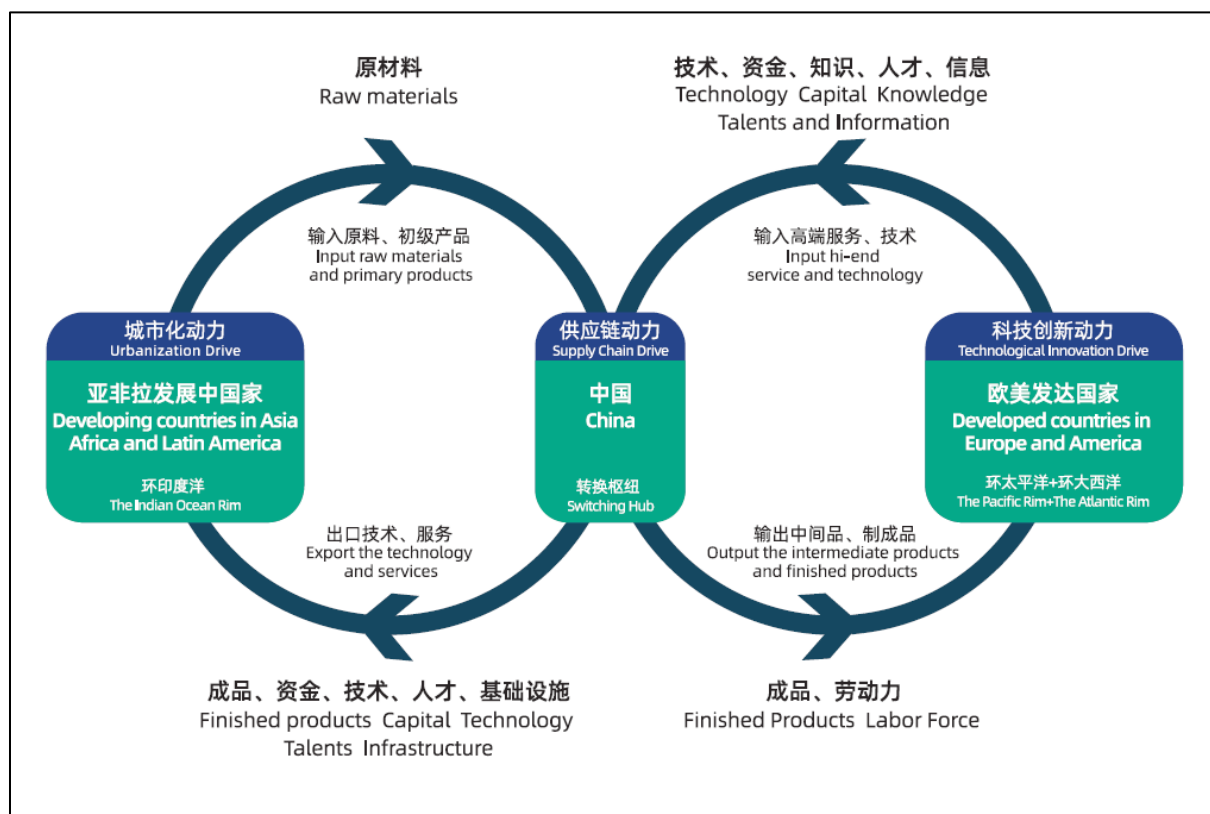 原材料
Raw materials
技术、资金、知识、人才、信息
Technology Capital Knowledge
Talents and Information
输入原料、初级产品
Input raw materials
and primary products
输入高端服务、技术
Input hi-end
service and technology
城市化动力
Urbanization Drive
亚非拉发展中国家
Developing countries in Asia
Africa and Latin America
环印度洋
The Indian Ocean Rim
供应链动力
Supply Chain Drive
中国
China
转换枢纽
Switching Hub
科技创新动力
Technological Innovation Drive
欧美发达国家
Developed countries in
Europe and America
环太平洋+环大西洋
The Pacific Rim+The Atlantic Rim
出口技术、服务
Export the technology
and services
输出中间品、制成品
Output the intermediate products
and finished products
成品、资金、技术、人才、基础设施
Finished products Capital Technology
Talents Infrastructure
成品、劳动力
Finished Products Labor Force